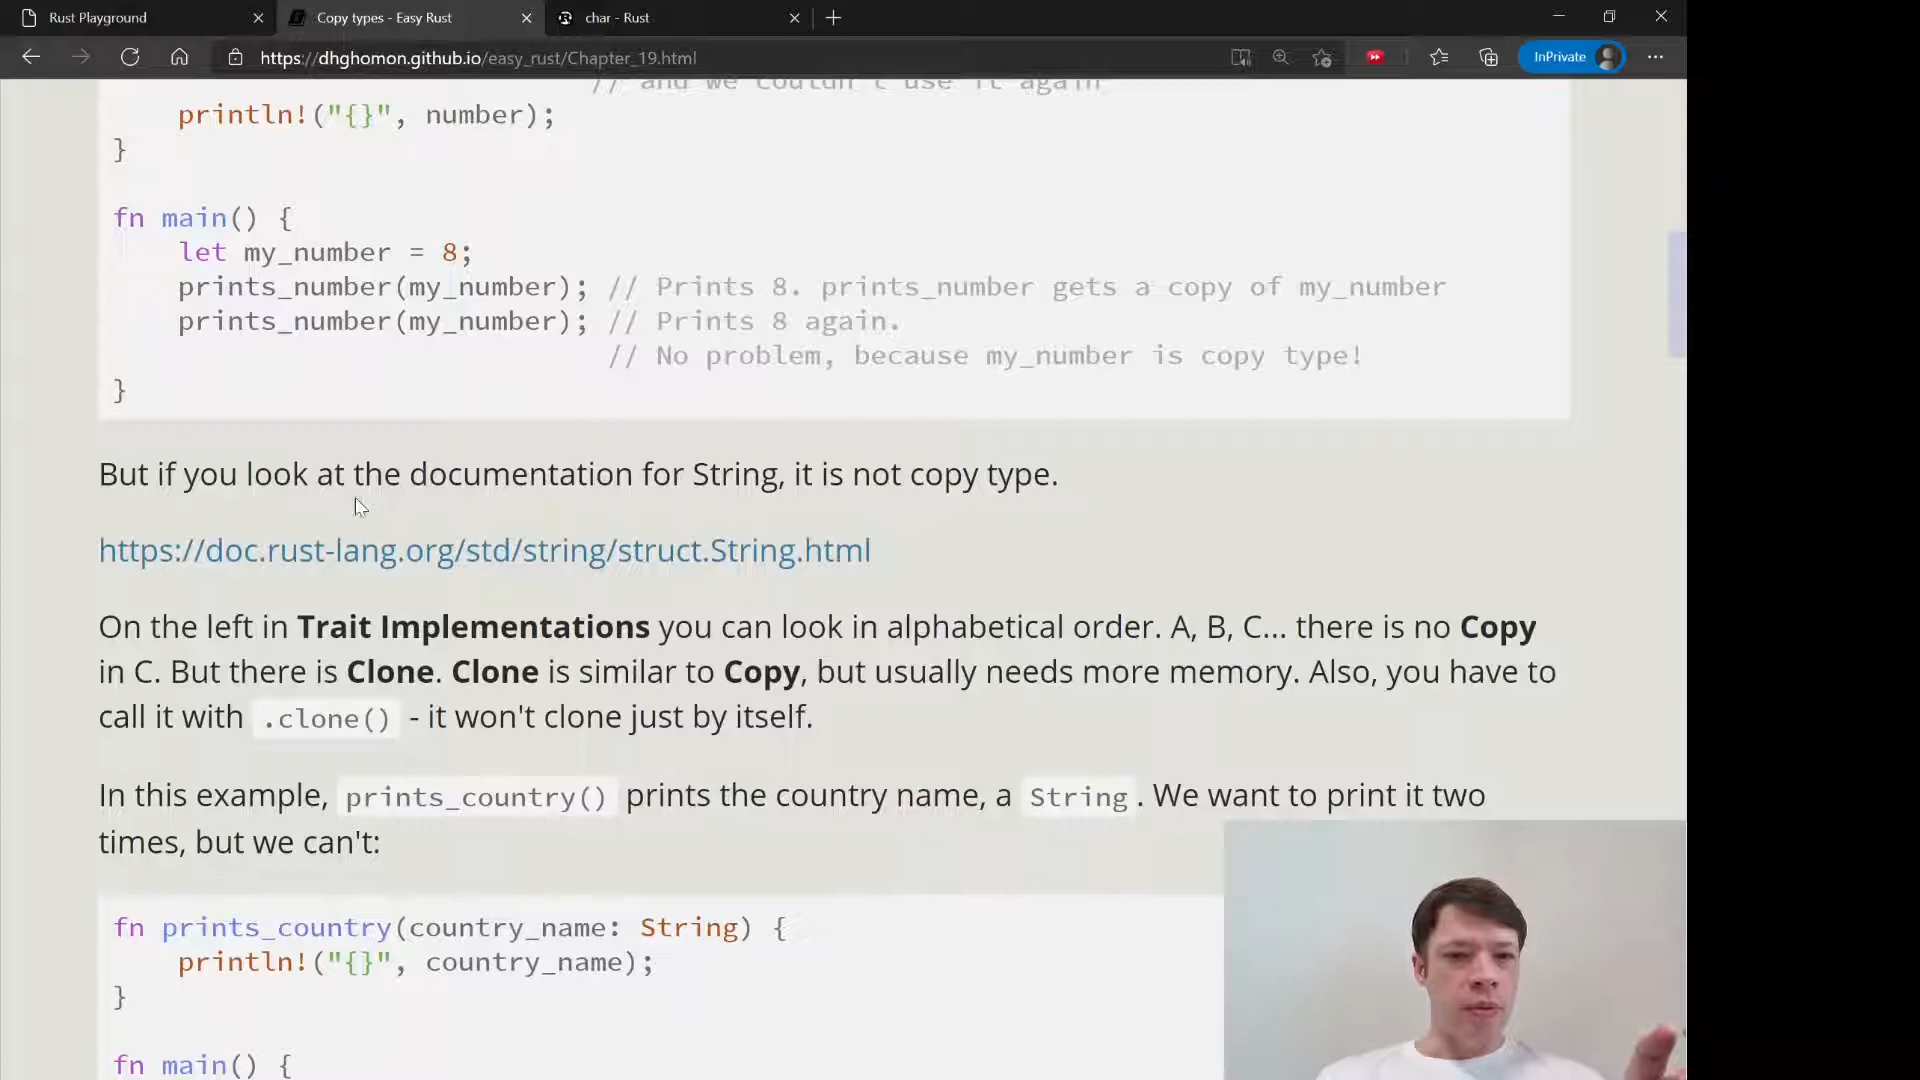 Rust Playground
Copy types - Easy Rust
char - Rust
https://dhghomon.github.io/easy_rust/Chapter_19.html
InPrivate
// and we couldn't use it again
println!("{}", number);
}
fn main() {
let my_number = 8;
prints_number(my_number); // Prints 8. prints_number gets a copy of my_number
prints_number(my_number); // Prints 8 again.
// No problem, because my_number is copy type!
}
But if you look at the documentation for String, it is not copy type.
https://doc.rust-lang.org/std/string/struct.String.html
On the left in Trait Implementations you can look in alphabetical order. A, B, C... there is no Copy
in C. But there is Clone. Clone is similar to Copy, but usually needs more memory. Also, you have to
call it with .clone() - it won't clone just by itself.
In this example, prints_country() prints the country name, a String. We want to print it two
times, but we can't:
fn prints_country(country_name: String) {
println!("{}", country_name);
}
fn main() {